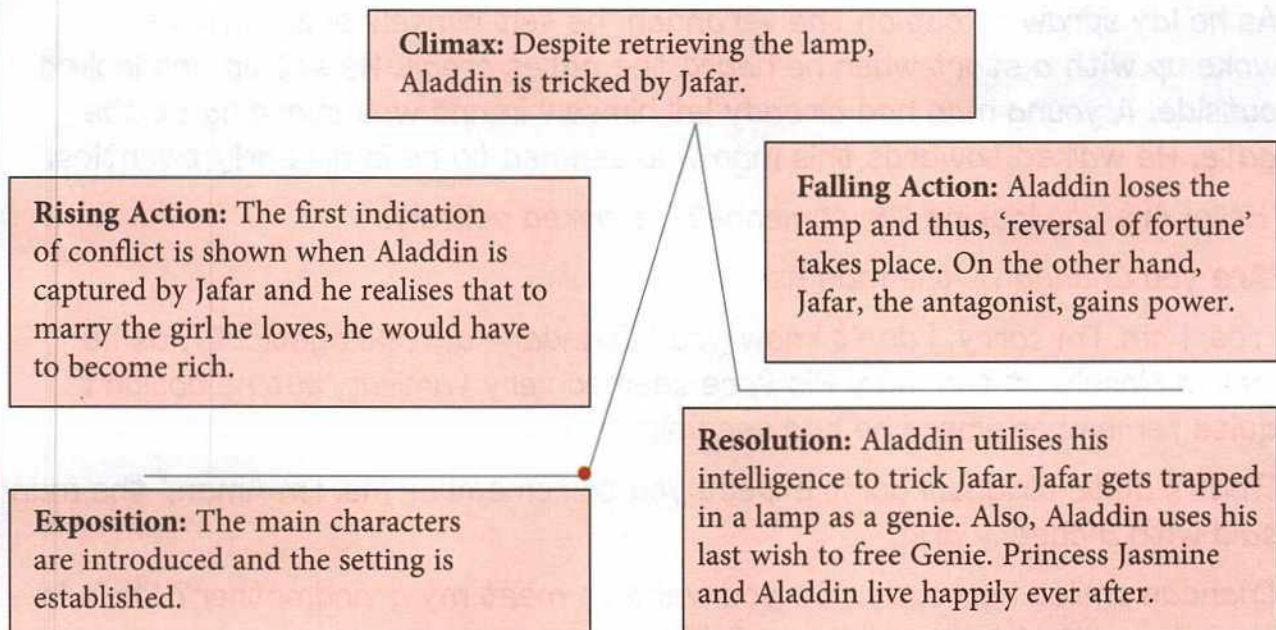 Climax: Despite retrieving the lamp,
Aladdin is tricked by Jafar.
Rising Action: The first indication
of conflict is shown when Aladdin is
captured by Jafar and he realises that to
marry the girl he loves, he would have
to become rich.
Falling Action: Aladdin loses the
lamp and thus, ‘reversal of fortune’
takes place. On the other hand,
Jafar, the antagonist, gains power.
Exposition: The main characters
are introduced and the setting is
established.
Resolution: Aladdin utilises his
intelligence to trick Jafar. Jafar gets trapped
in a lamp as a genie. Also, Aladdin uses his
last wish to free Genie. Princess Jasmine
and Aladdin live happily ever after.